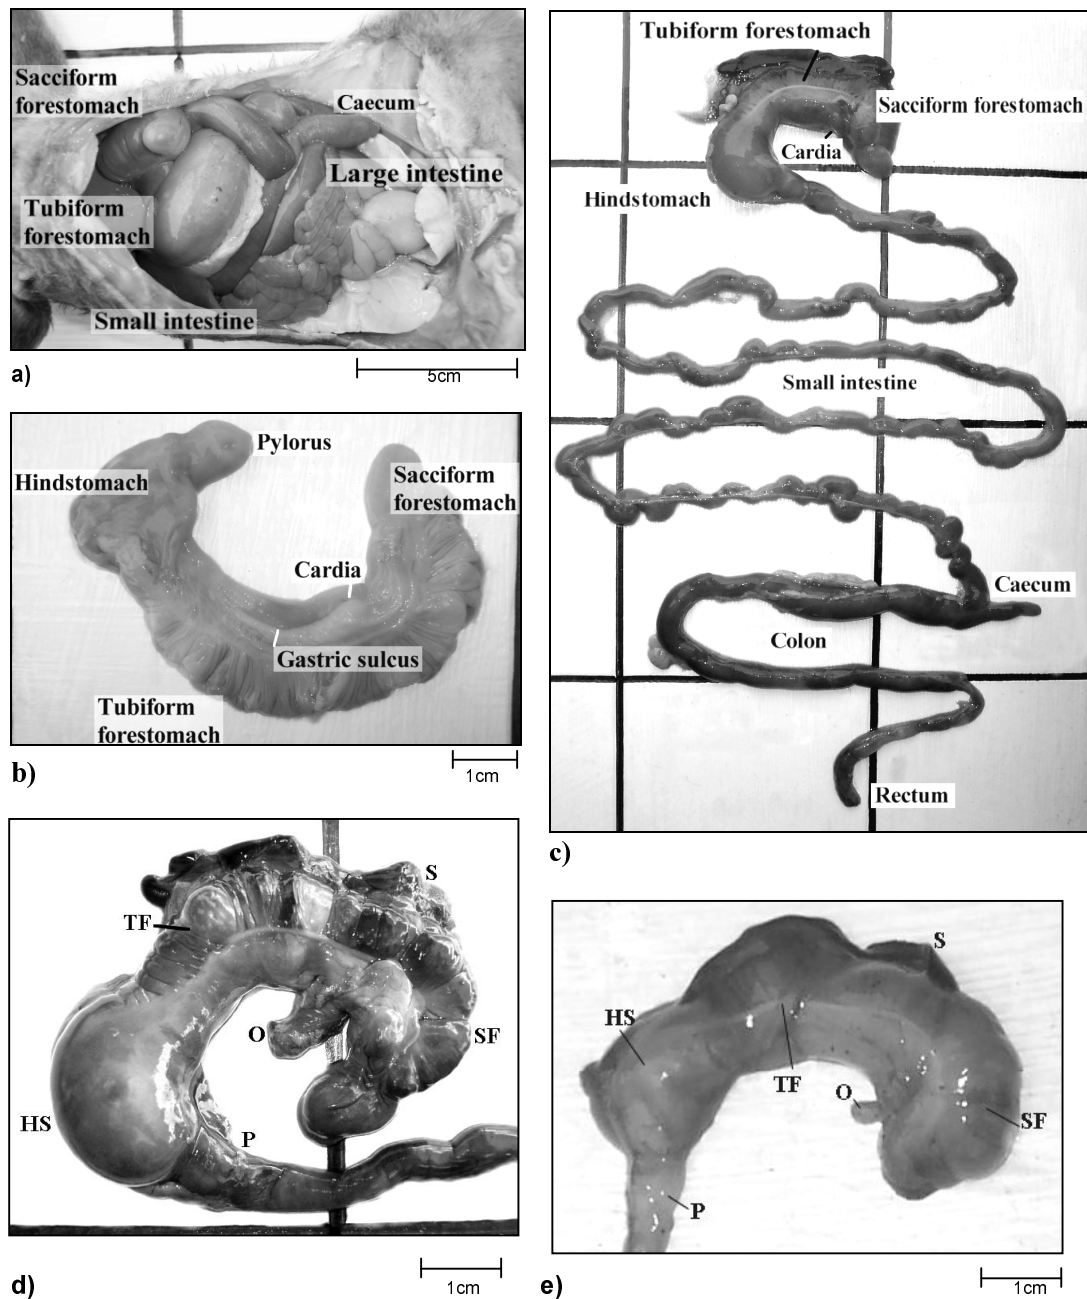 Sacciform
forestomach
Caecum
Large intestine
Tubiform
forestomach
Small intestine
a)
5cm
Pylorus
Hindstomach
Sacciform
forestomach
Cardia
Gastric sulcus
Tubiform
forestomach
b)
1cm
Tubiform forestomach
Sacciform forestomach
Cardia
Hindstomach
Small intestine
Caecum
Colon
Rectum
c)
S
TF
O
SF
HS
P
d)
1cm
S
HS
TF
O
SF
P
e)
1cm